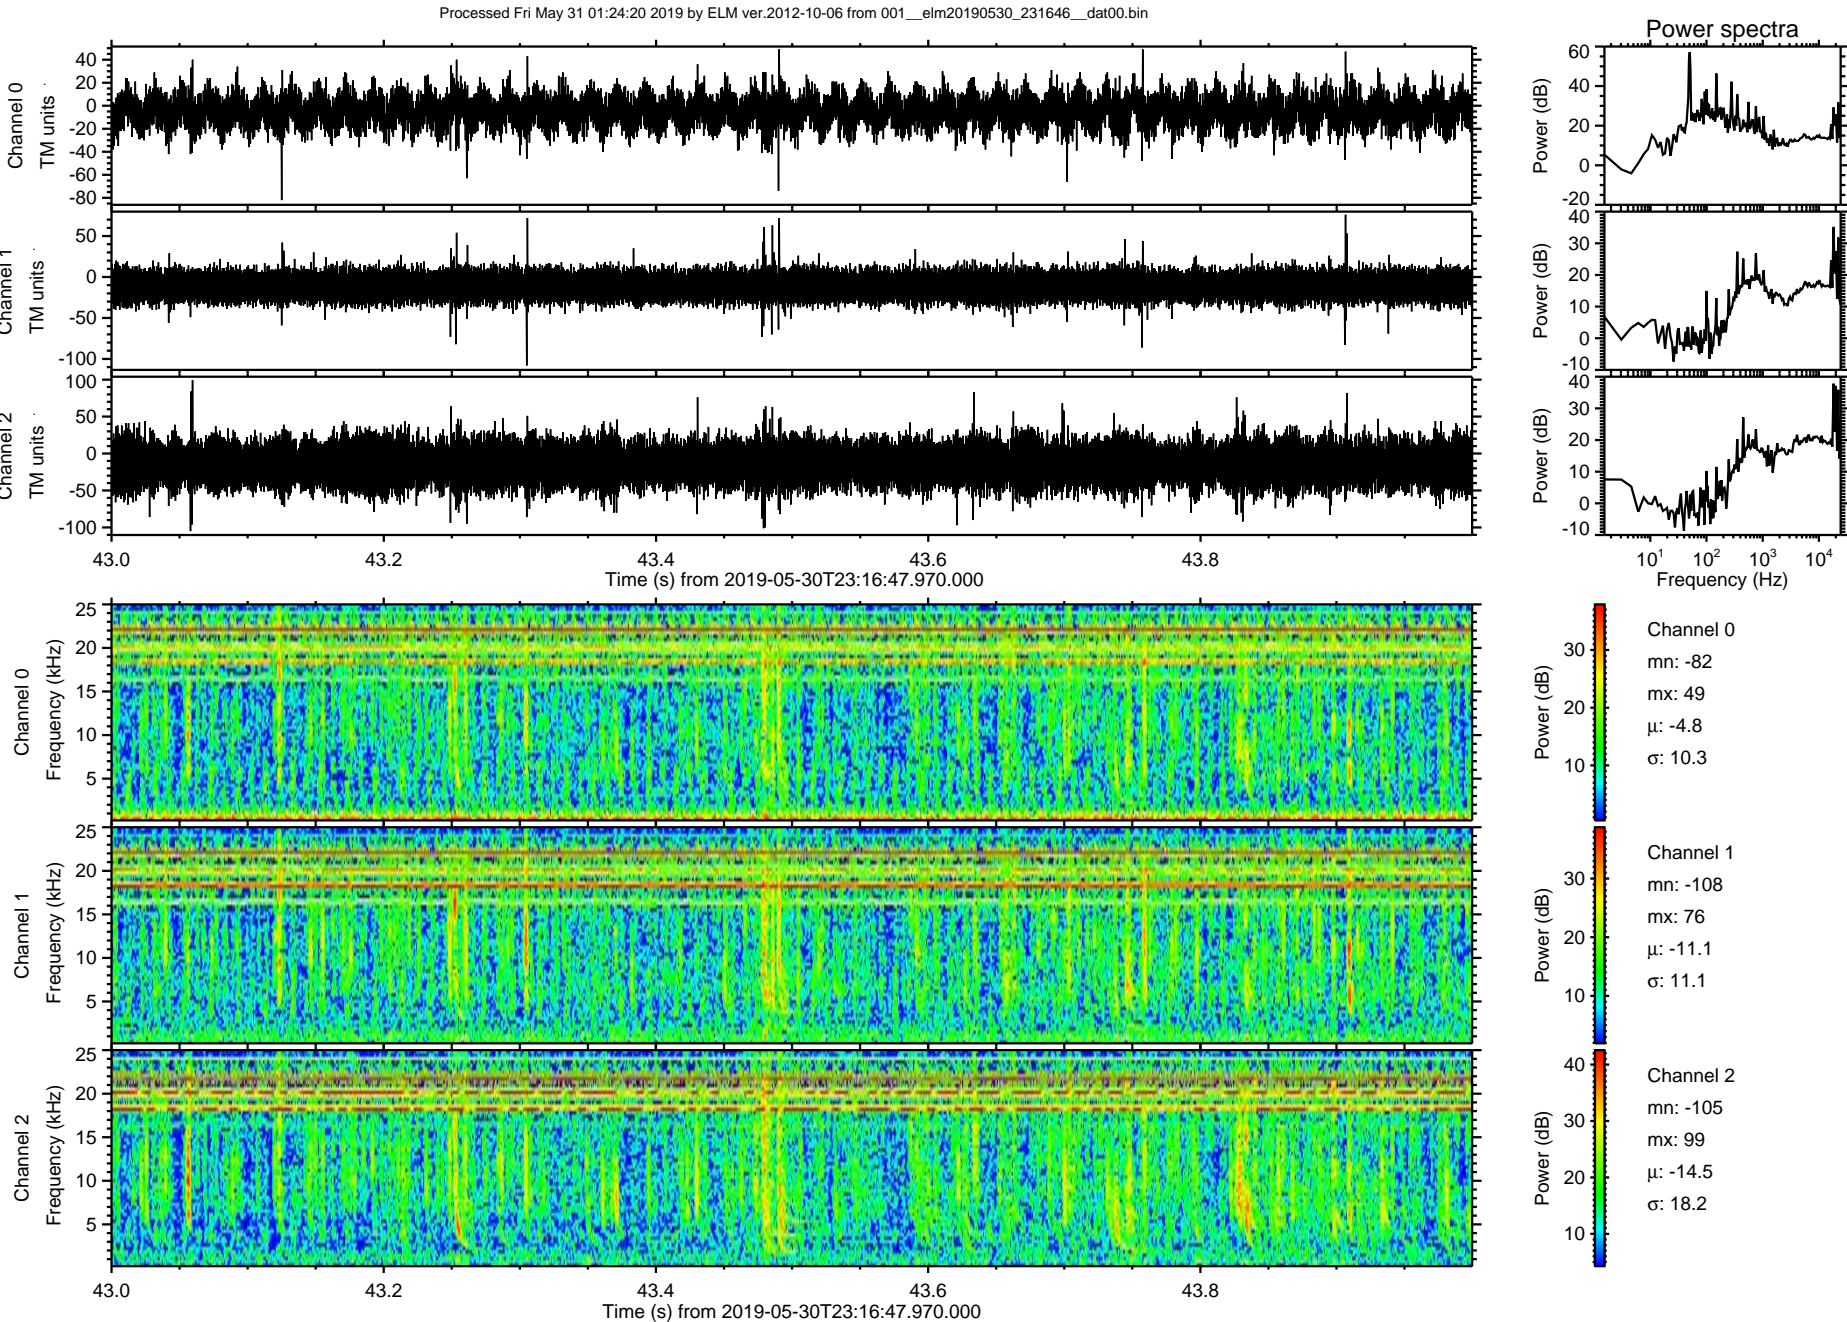 Processed Fri May 31 01:24:20 2019 by ELM ver.2012-10-06 from 001__elm20190530_231646__dat00.bin
Power spectra
Channel 0
TM units
40
20
0
-20
-40
-60
-80
Power (dB)
60
40
20
0
-20
Channel 1
TM units
50
0
-50
-100
Power (dB)
40
30
20
10
0
-10
Channel 2
TM units
100
50
0
-50
-100
Power (dB)
40
30
20
10
0
-10
43.0 43.2 43.4 43.6 43.8
Time (s) from 2019-05-30T23:16:47.970.000
10¹ 10² 10³ 10⁴
Frequency (Hz)
Channel 0
Frequency (kHz)
25
20
15
10
5
Power (dB)
30
20
10
Channel 0
mn: -82
mx: 49
μ: -4.8
σ: 10.3
Channel 1
Frequency (kHz)
25
20
15
10
5
Power (dB)
30
20
10
Channel 1
mn: -108
mx: 76
μ: -11.1
σ: 11.1
Channel 2
Frequency (kHz)
25
20
15
10
5
Power (dB)
40
30
20
10
Channel 2
mn: -105
mx: 99
μ: -14.5
σ: 18.2
43.0 43.2 43.4 43.6 43.8
Time (s) from 2019-05-30T23:16:47.970.000